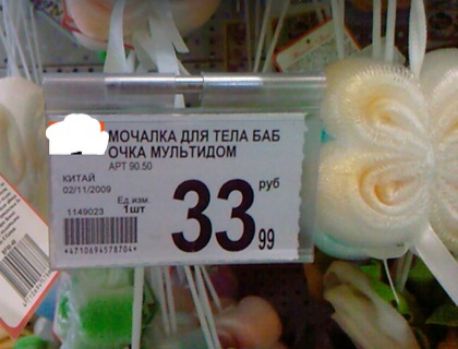 МОЧАЛКА ДЛЯ ТЕЛА БАБ
ОЧКА МУЛЬТИДОМ
АРТ 90.50
КИТАЙ
02/11/2009
Ед.изм.
1149023 1шт
33 руб 99
*4710694578704*